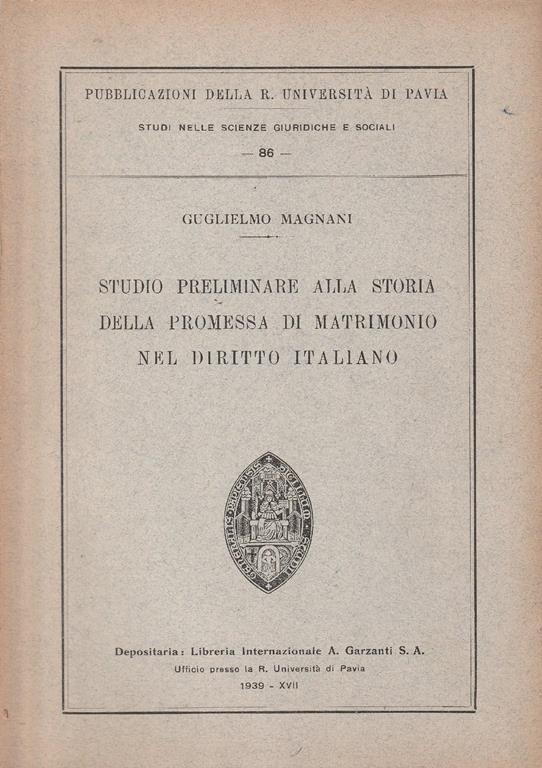 PUBBLICAZIONI DELLA R. UNIVERSITÀ DI PAVIA
STUDI NELLE SCIENZE GIURIDICHE E SOCIALI
— 86 —
GUGLIELMO MAGNANI
STUDIO PRELIMINARE ALLA STORIA
DELLA PROMESSA DI MATRIMONIO
NEL DIRITTO ITALIANO
Depositaria: Libreria Internazionale A. Garzanti S. A.
Ufficio presso la R. Università di Pavia
1939 - XVII